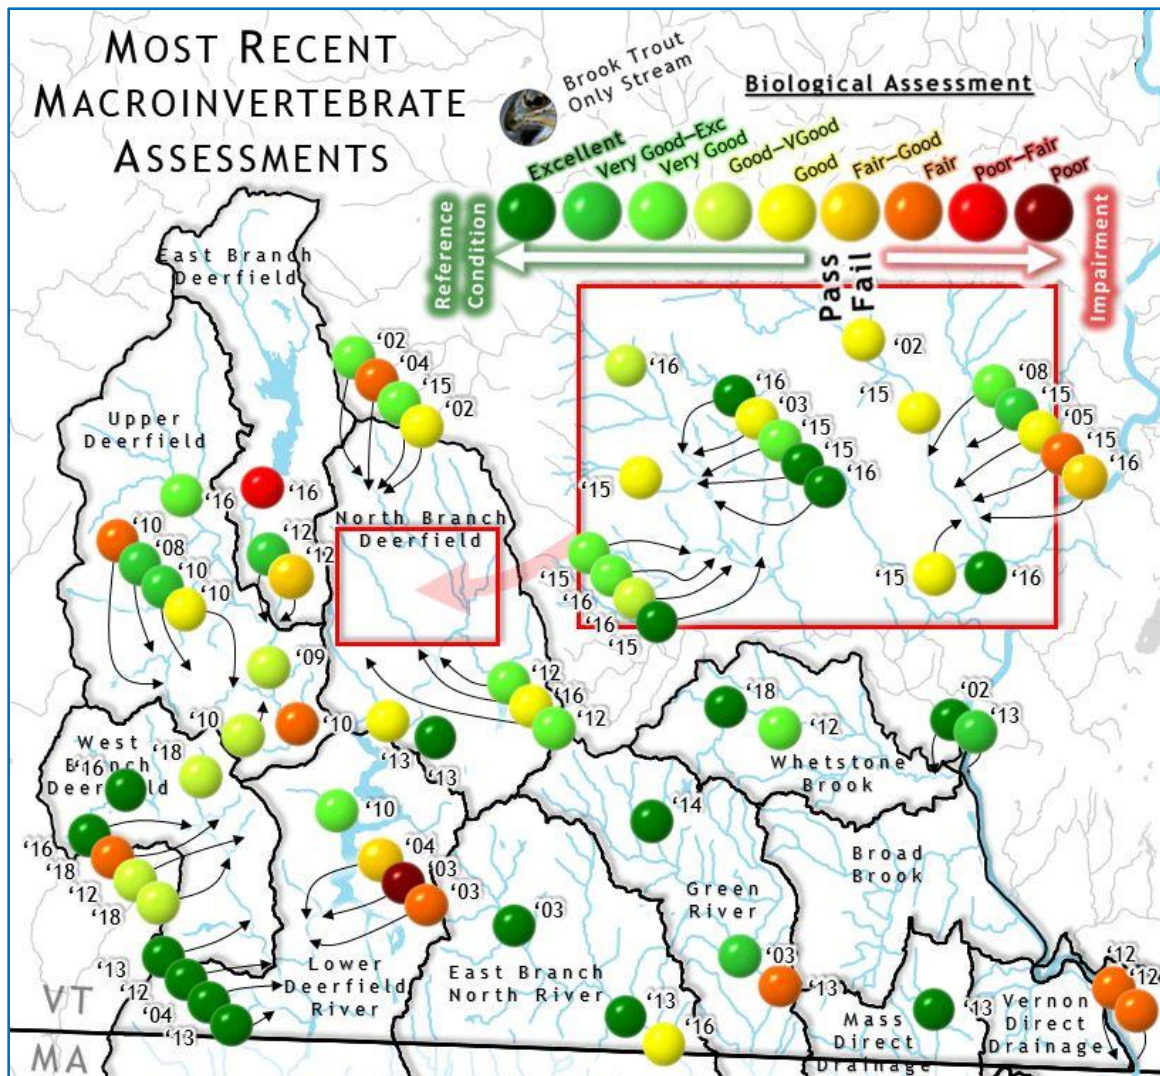 MOST RECENT
MACROINVERTEBRATE
ASSESSMENTS
Brook Trout
Only Stream
Biological Assessment
Excellent
Very Good–Exc
Very Good
Good–VGood
Good
Fair–Good
Fair
Poor–Fair
Poor
Reference
Condition
Impairment
Pass
Fail
East Branch
Deerfield
‘02
‘04
‘15
‘02
Upper
Deerfield
‘16
‘16
‘10
‘08
‘10
‘10
‘12
‘12
North Branch
Deerfield
‘09
‘10
‘10
‘12
‘16
‘12
‘13
‘13
‘16
‘15
‘16
‘03
‘15
‘15
‘16
‘02
‘15
‘08
‘15
‘05
‘15
‘16
‘15
‘16
‘15
‘16
‘16
‘15
West
Branch
Deerfield
‘18
‘16
‘16
‘18
‘12
‘18
‘13
‘12
‘04
‘13
‘10
‘04
‘03
‘03
Lower
Deerfield
River
‘03
East Branch
North River
‘13
‘16
‘14
Green
River
‘03
‘13
‘18
‘12
Whetstone
Brook
‘02
‘13
Broad
Brook
‘13
Mass
Direct
Drainage
‘12
‘12
Vernon
Direct
Drainage
VT
MA